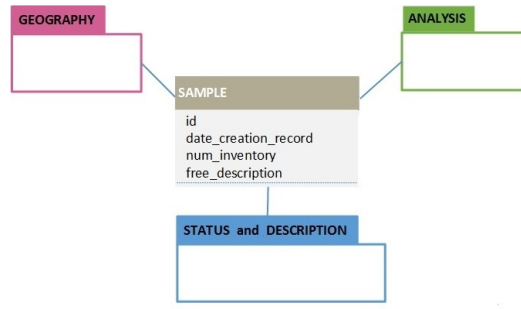 GEOGRAPHY
ANALYSIS
SAMPLE
id
date_creation_record
num_inventory
free_description
STATUS and DESCRIPTION